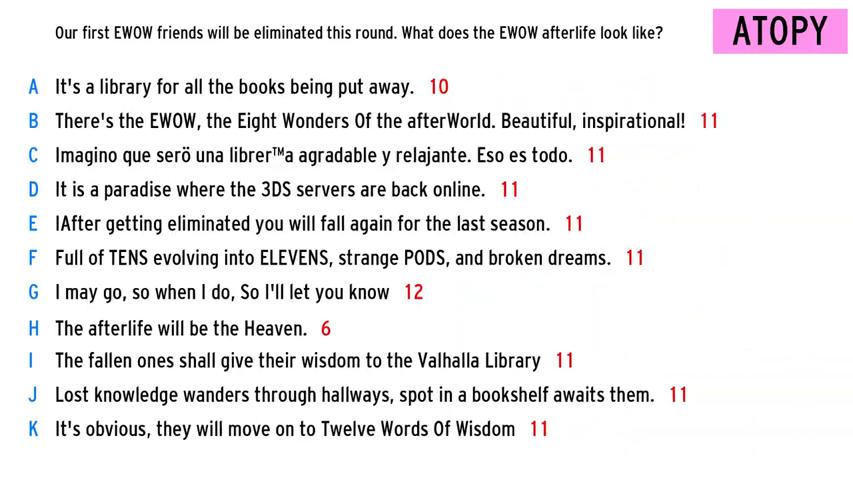 Our first EWOW friends will be eliminated this round. What does the EWOW afterlife look like?
ATOPY
A It's a library for all the books being put away. 10
B There's the EWOW, the Eight Wonders Of the afterWorld. Beautiful, inspirational! 11
C Imagino que serö una librer™a agradable y relajante. Eso es todo. 11
D It is a paradise where the 3DS servers are back online. 11
E IAfter getting eliminated you will fall again for the last season. 11
F Full of TENS evolving into ELEVENS, strange PODS, and broken dreams. 11
G I may go, so when I do, So I'll let you know 12
H The afterlife will be the Heaven. 6
I The fallen ones shall give their wisdom to the Valhalla Library 11
J Lost knowledge wanders through hallways, spot in a bookshelf awaits them. 11
K It's obvious, they will move on to Twelve Words Of Wisdom 11